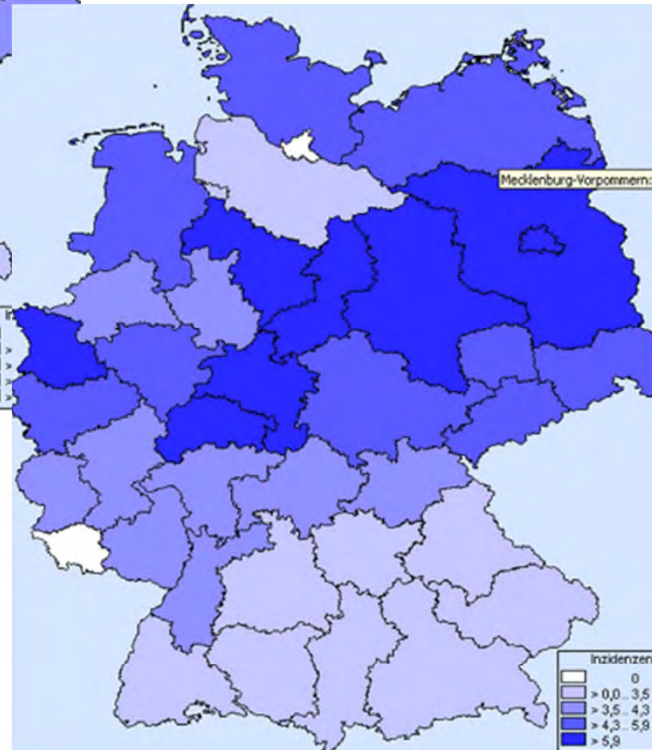 Mecklenburg-Vorpommern:
Inzidenzen
0
> 0,0 .. 3,5
> 3,5 .. 4,3
> 4,3 .. 5,9
> 5,9